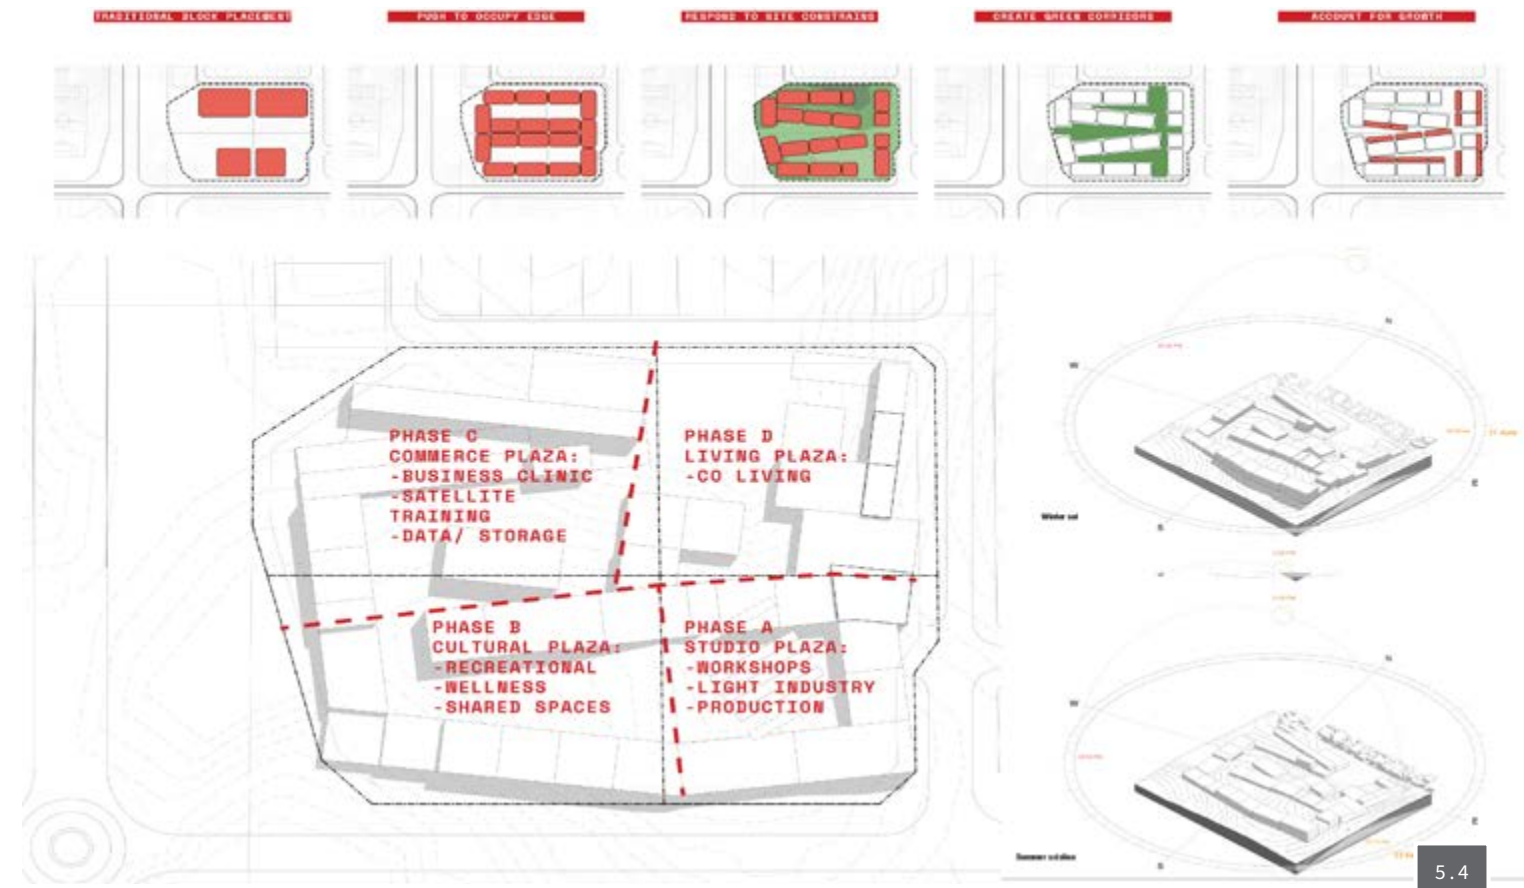 TRADITIONAL BLOCK PLACEMENT
PUSH TO OCCUPY EDGE
RESPOND TO SITE CONSTRAINS
CREATE GREEN CORRIDORS
ACCOUNT FOR GROWTH
PHASE C
COMMERCE PLAZA:
-BUSINESS CLINIC
-SATELLITE
TRAINING
-DATA/ STORAGE
PHASE D
LIVING PLAZA:
-CO LIVING
PHASE B
CULTURAL PLAZA:
-RECREATIONAL
-WELLNESS
-SHARED SPACES
PHASE A
STUDIO PLAZA:
-WORKSHOPS
-LIGHT INDUSTRY
-PRODUCTION
N
W
E
S
N
W
E
S
5.4